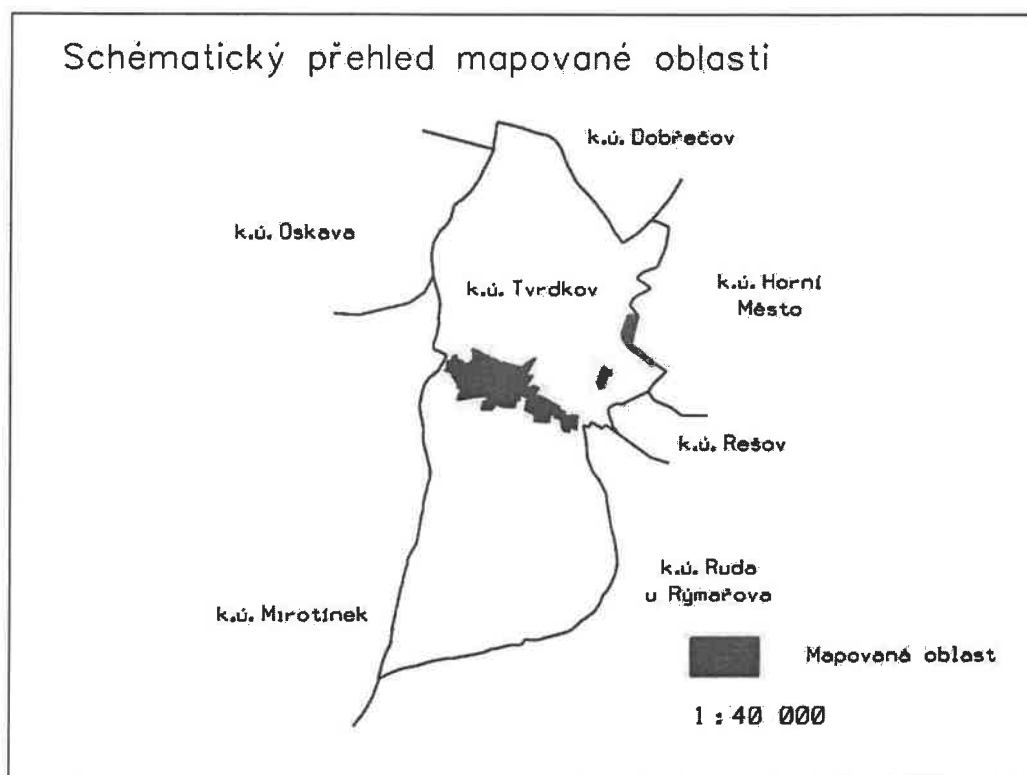 Schématický přehled mapované oblasti
k.ú. Dobřečov
k.ú. Oskava
k.ú. Tvrdkov
k.ú. Horní
Město
k.ú. Rešov
k.ú. Ruda
u Rýmařova
k.ú. Mirotínek
Mapovaná oblast
1:40 000